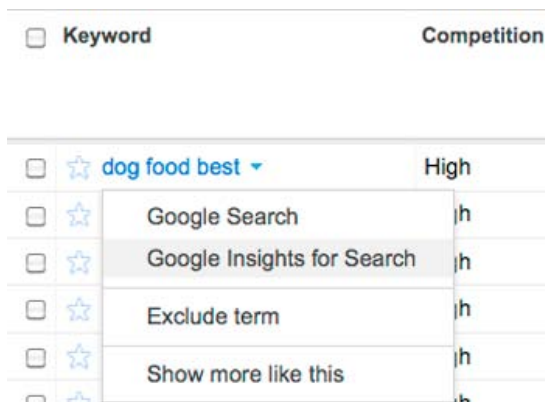 Keyword Competition
dog food best High
Google Search
Google Insights for Search
Exclude term
Show more like this